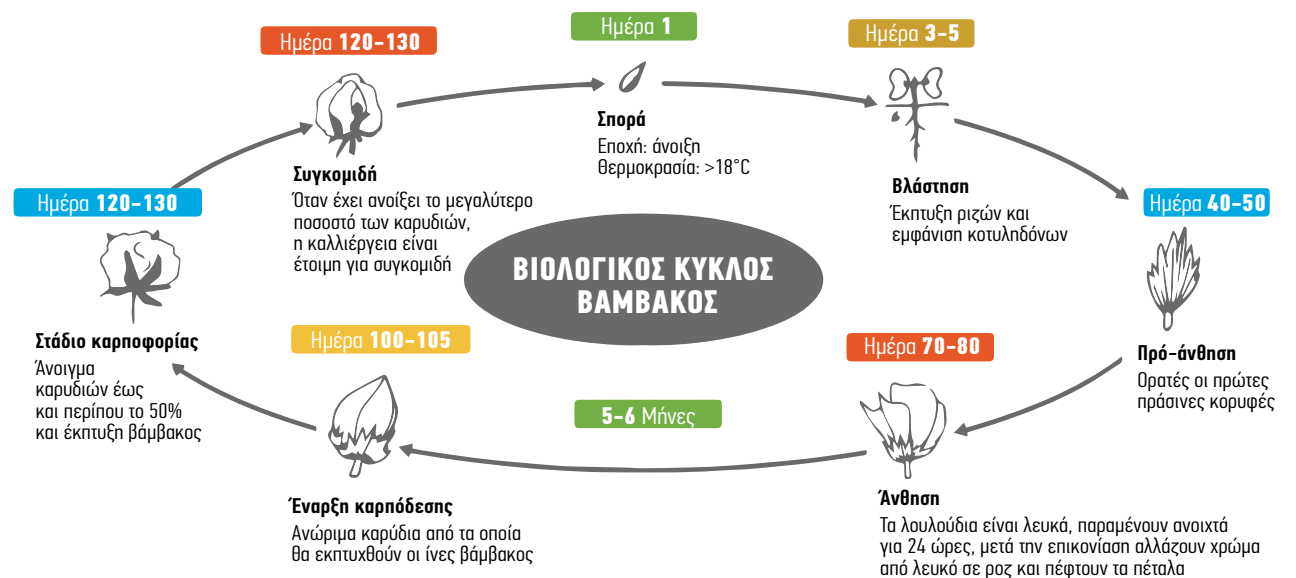 Ημέρα 1
Σπορά
Εποχή: άνοιξη
Θερμοκρασία: >18°C
Ημέρα 3-5
Βλάστηση
Έκπτυξη ριζών και
εμφάνιση κοτυληδόνων
Ημέρα 40-50
Πρό-άνθηση
Ορατές οι πρώτες
πράσινες κορυφές
Ημέρα 70-80
Άνθηση
Τα λουλούδια είναι λευκά, παραμένουν ανοιχτά
για 24 ώρες, μετά την επικονίαση αλλάζουν χρώμα
από λευκό σε ροζ και πέφτουν τα πέταλα
Ημέρα 100-105
Έναρξη καρπόδεσης
Ανώριμα καρύδια από τα οποία
θα εκπτυχθούν οι ίνες βάμβακος
Ημέρα 120-130
Στάδιο καρποφορίας
Άνοιγμα
καρυδιών έως
και περίπου το 50%
και έκπτυξη βάμβακος
Ημέρα 120-130
Συγκομιδή
Όταν έχει ανοίξει το μεγαλύτερο
ποσοστό των καρυδιών,
η καλλιέργεια είναι
έτοιμη για συγκομιδή
ΒΙΟΛΟΓΙΚΟΣ ΚΥΚΛΟΣ
ΒΑΜΒΑΚΟΣ
5-6 Μήνες